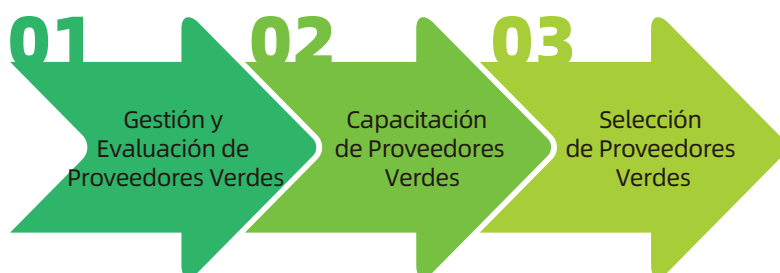 01
Gestión y
Evaluación de
Proveedores Verdes
02
Capacitación
de Proveedores
Verdes
03
Selección
de Proveedores
Verdes